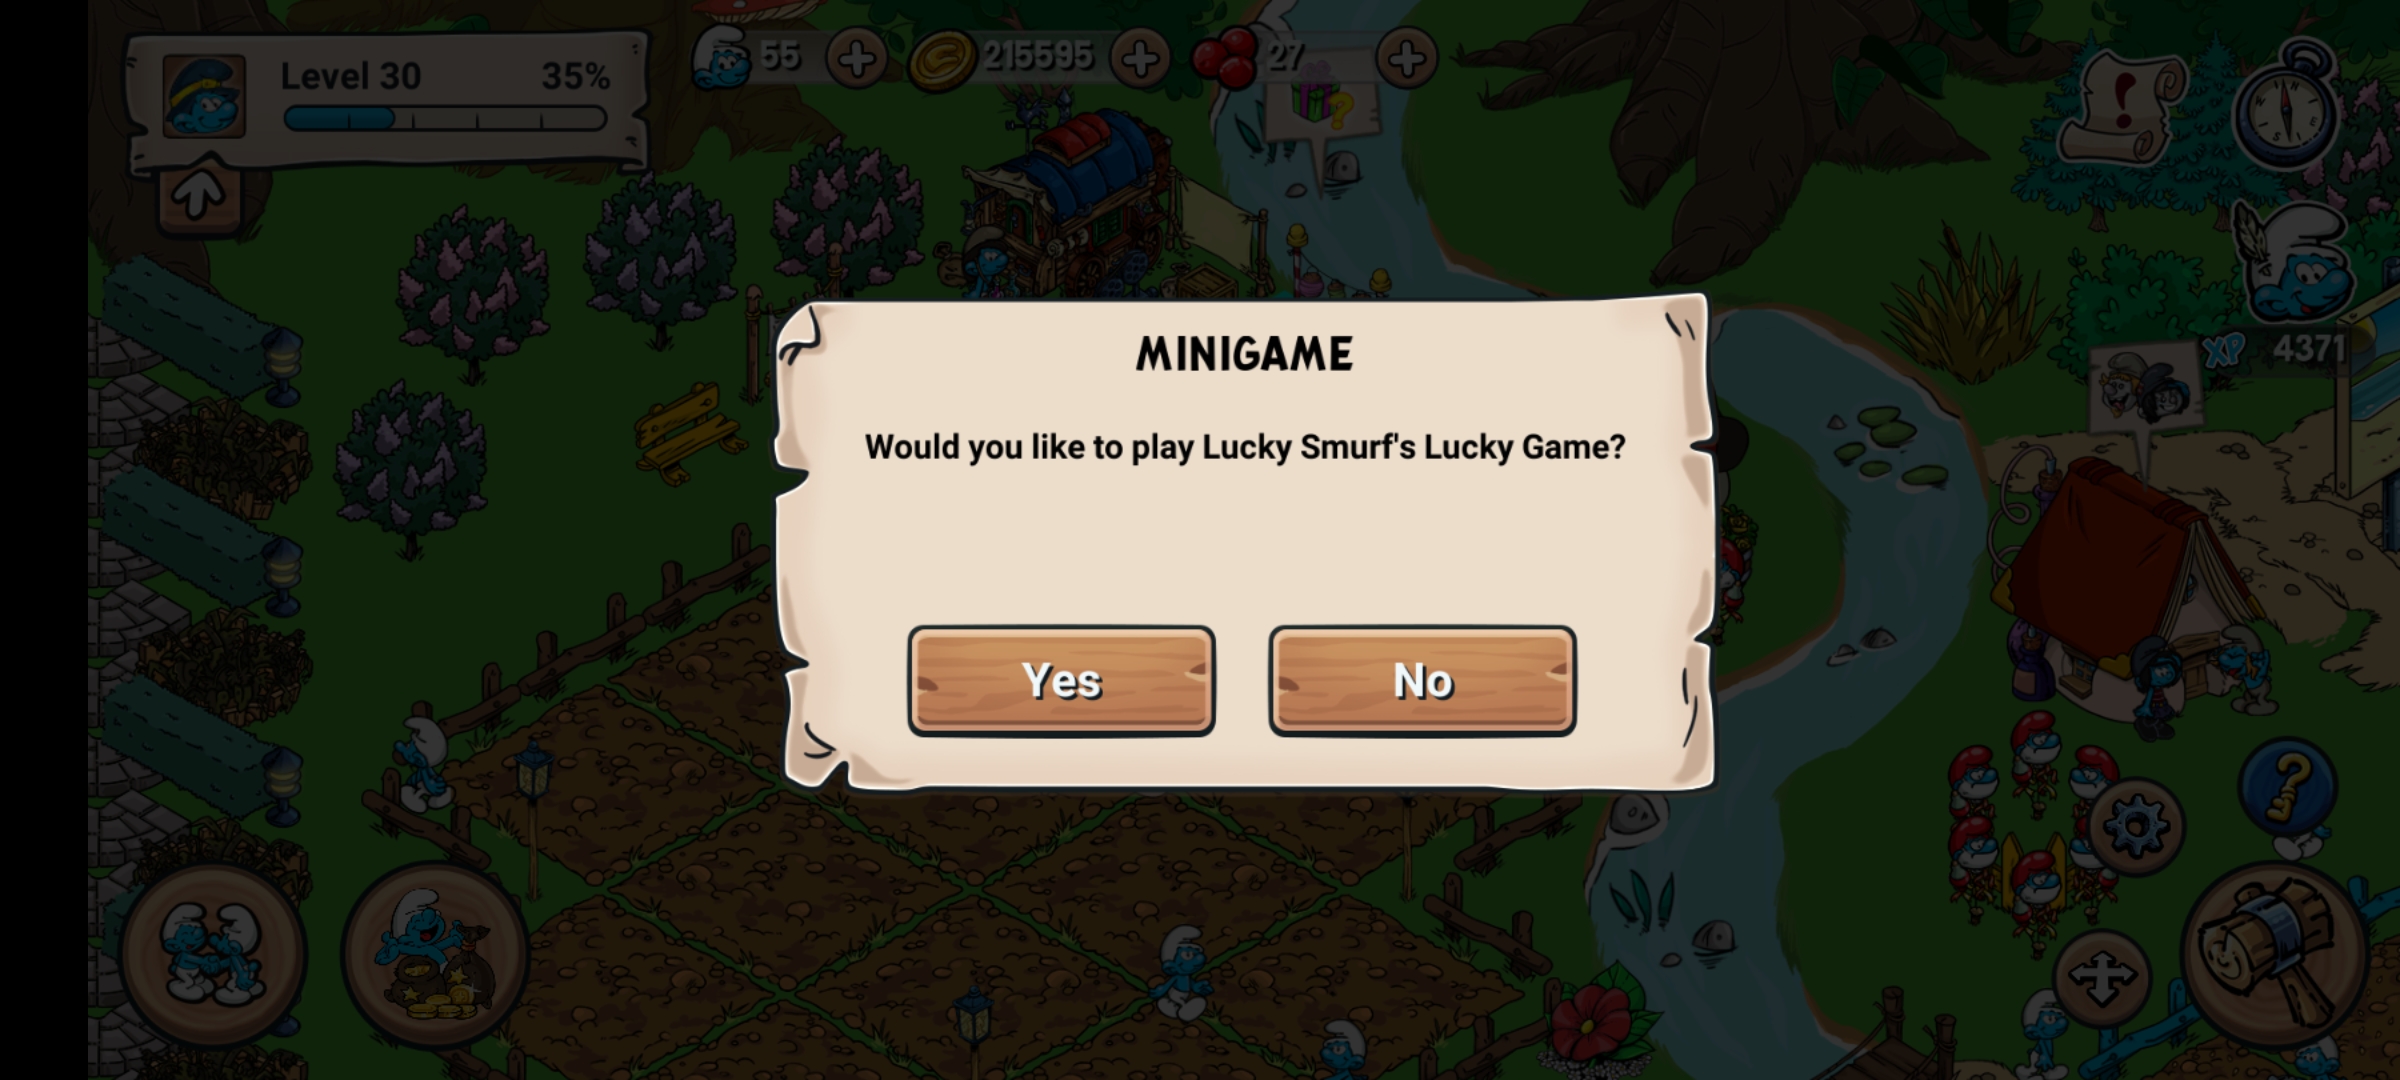 Level 30 35%
55
215595
27
XP 4371
MINIGAME
Would you like to play Lucky Smurf's Lucky Game?
Yes
No